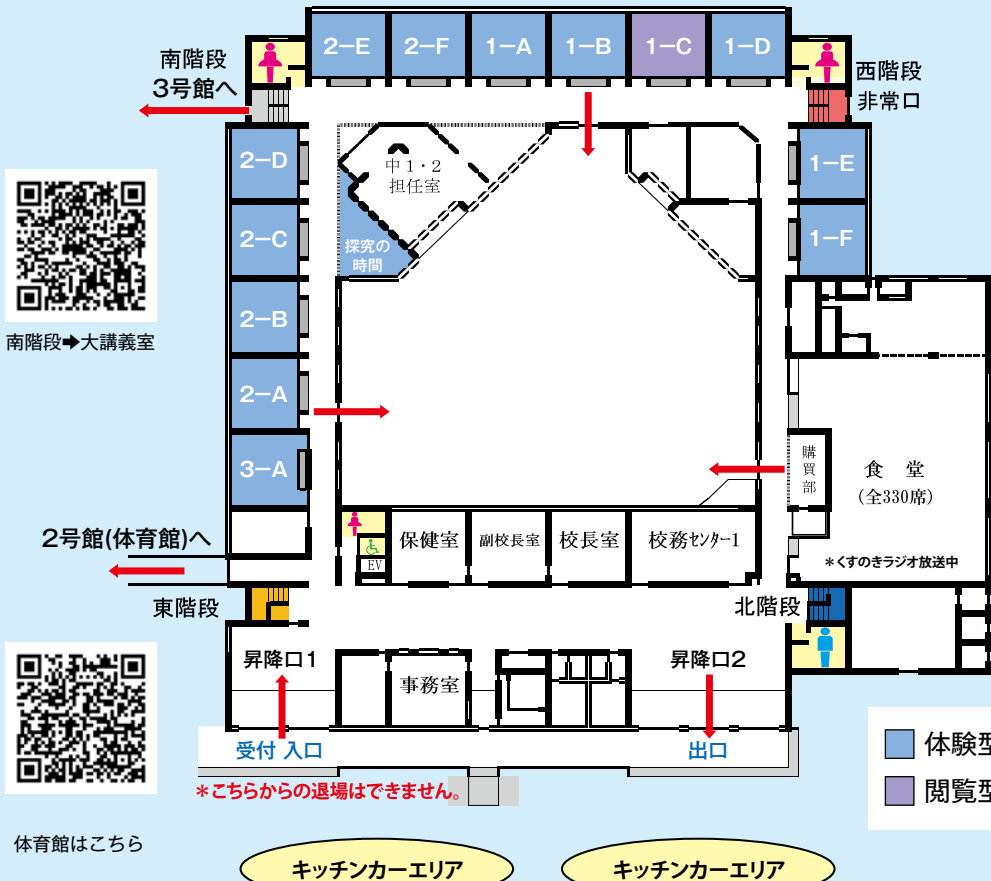 2-E
2-F
1-A
1-B
1-C
1-D
南階段
3号館へ
西階段
非常口
2-D
中1・2
担任室
1-E
2-C
探究の
時間
1-F
2-B
南階段➡大講義室
2-A
3-A
購買部
食 堂
(全330席)
2号館(体育館)へ
EV
保健室
副校長室
校長室
校務センター1
*くすのきラジオ放送中
東階段
北階段
昇降口1
事務室
昇降口2
受付 入口
出口
*こちらからの退場はできません。
体験型
閲覧型
体育館はこちら
キッチンカーエリア
キッチンカーエリア